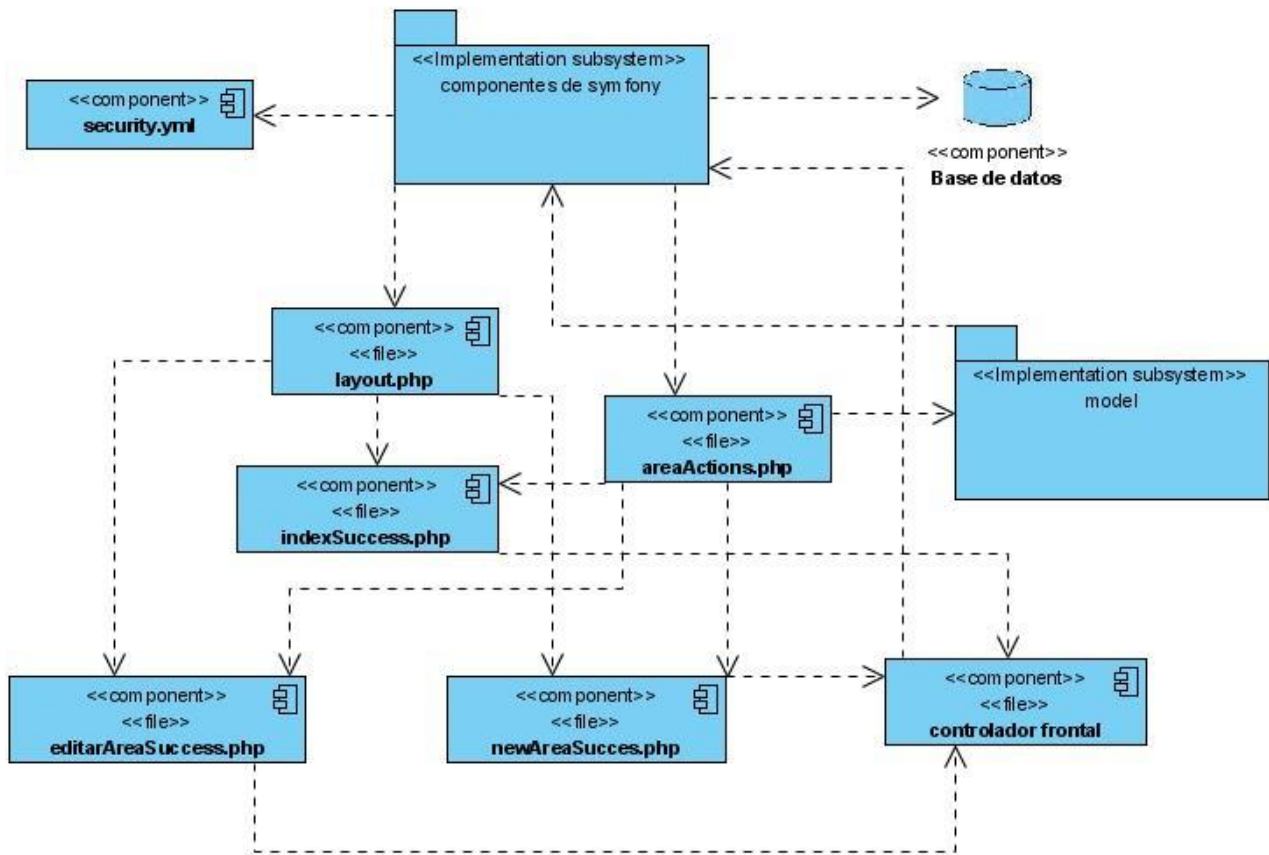 <<Implementation subsystem>>
componentes de symfony
<<component>>
security.yml
<<component>>
Base de datos
<<component>>
<<file>>
layout.php
<<Implementation subsystem>>
model
<<component>>
<<file>>
areaActions.php
<<component>>
<<file>>
indexSuccess.php
<<component>>
<<file>>
editarAreaSuccess.php
<<component>>
<<file>>
newAreaSucces.php
<<component>>
<<file>>
controlador frontal